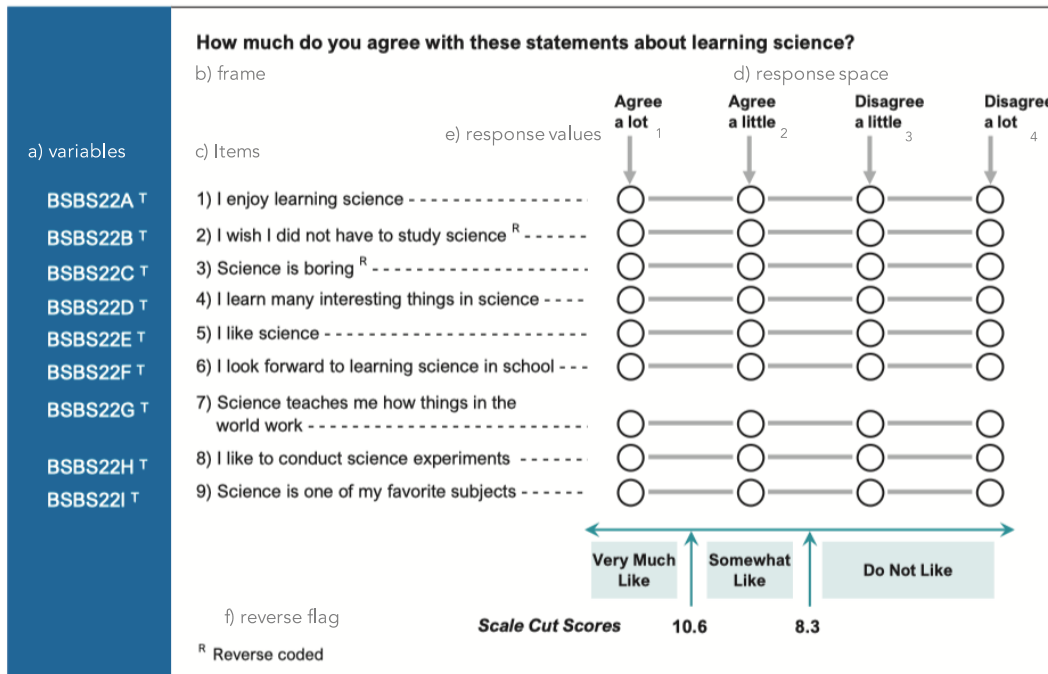 How much do you agree with these statements about learning science?
b) frame
d) response space
Agree a lot 1
Agree a little 2
Disagree a little 3
Disagree a lot 4
e) response values
a) variables
c) Items
BSBS22A T
1) I enjoy learning science
BSBS22B T
2) I wish I did not have to study science R
BSBS22C T
3) Science is boring R
BSBS22D T
4) I learn many interesting things in science
BSBS22E T
5) I like science
BSBS22F T
6) I look forward to learning science in school
BSBS22G T
7) Science teaches me how things in the
world work
BSBS22H T
8) I like to conduct science experiments
BSBS22I T
9) Science is one of my favorite subjects
Very Much
Like
Somewhat
Like
Do Not Like
f) reverse flag
Scale Cut Scores 10.6 8.3
R Reverse coded